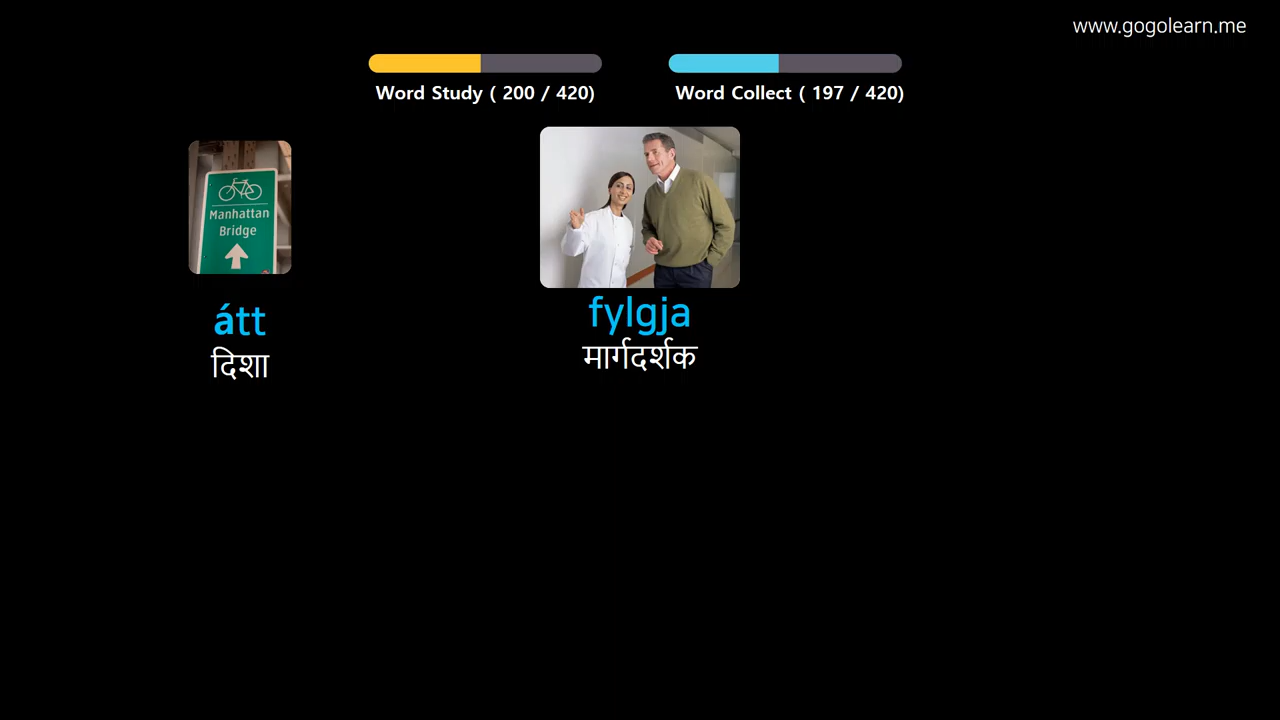 www.gogolearn.me
Word Study ( 200 / 420)
Word Collect ( 197 / 420)
Manhattan
Bridge
átt
दिशा
fylgja
मार्गदर्शक